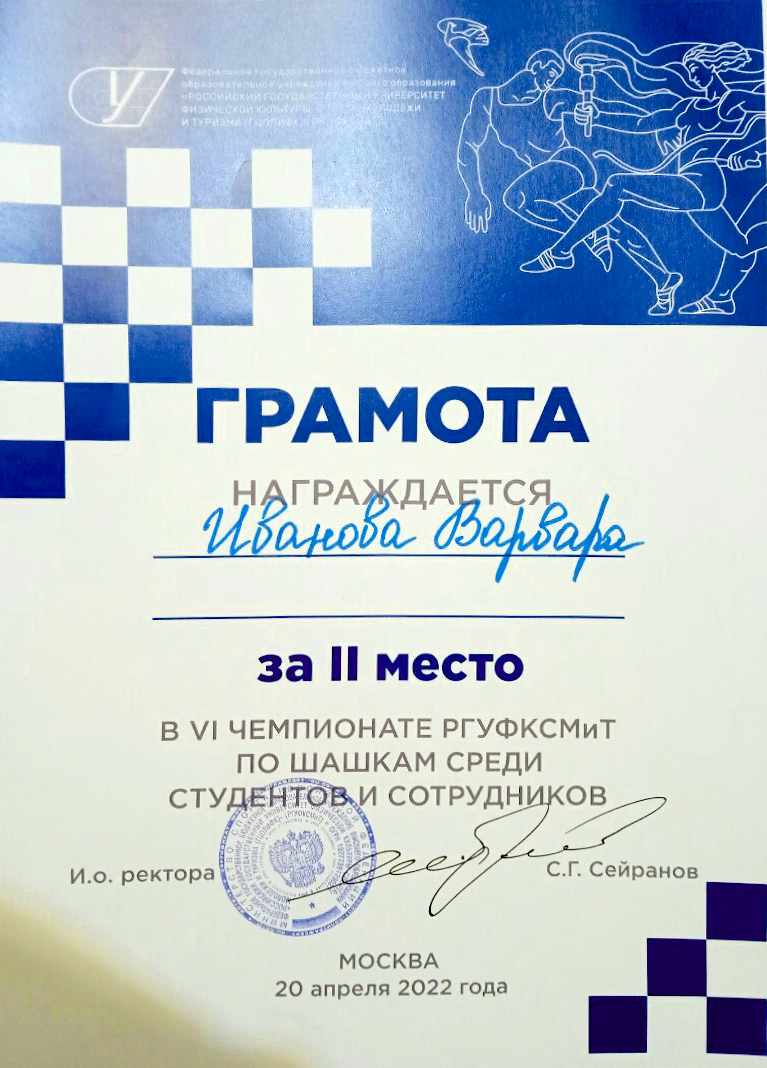 Федеральное государственное бюджетное
образовательное учреждение высшего образования
«РОССИЙСКИЙ ГОСУДАРСТВЕННЫЙ УНИВЕРСИТЕТ
ФИЗИЧЕСКОЙ КУЛЬТУРЫ, СПОРТА, МОЛОДЕЖИ
И ТУРИЗМА (ГЦОЛИФК)»
ГРАМОТА
НАГРАЖДАЕТСЯ
Иванова Варвара
за II место
В VI ЧЕМПИОНАТЕ РГУФКСМиТ
ПО ШАШКАМ СРЕДИ
СТУДЕНТОВ И СОТРУДНИКОВ
И.о. ректора
С.Г. Сейранов
МОСКВА
20 апреля 2022 года